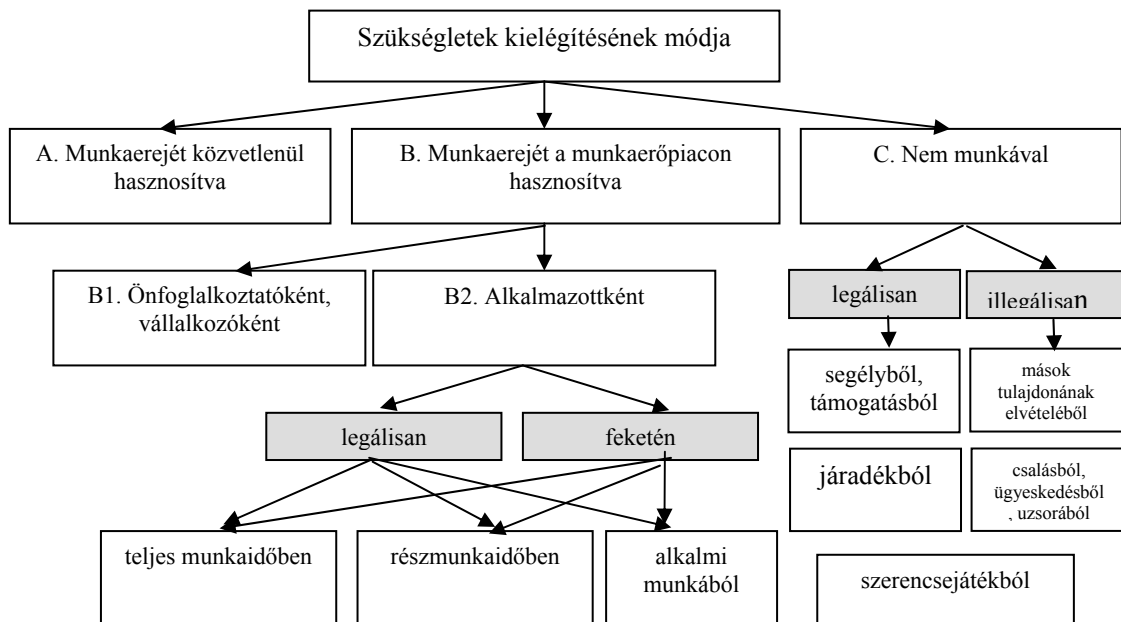 Szükségletek kielégítésének módja
A. Munkaerejét közvetlenül
hasznosítva
B. Munkaerejét a munkaerőpiacon
hasznosítva
C. Nem munkával
B1. Önfoglalkoztatóként,
vállalkozóként
B2. Alkalmazottként
legálisan
illegálisan
segélyből,
támogatásból
mások
tulajdonának
elvételéből
legálisan
feketén
járadékból
csalásból,
ügyeskedésből
, uzsorából
teljes munkaidőben
részmunkaidőben
alkalmi
munkából
szerencsejátékból